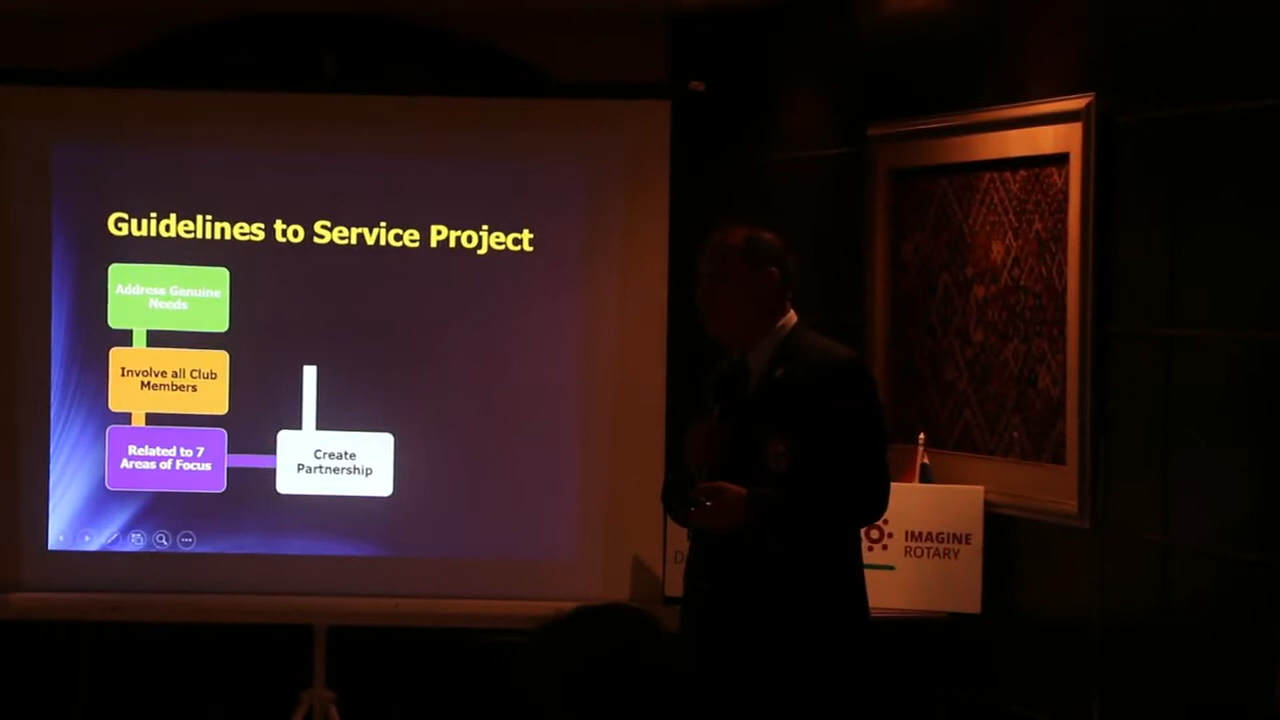 Guidelines to Service Project
Address Genuine
Needs
Involve all Club
Members
Related to 7
Areas of Focus
Create
Partnership
IMAGINE
ROTARY